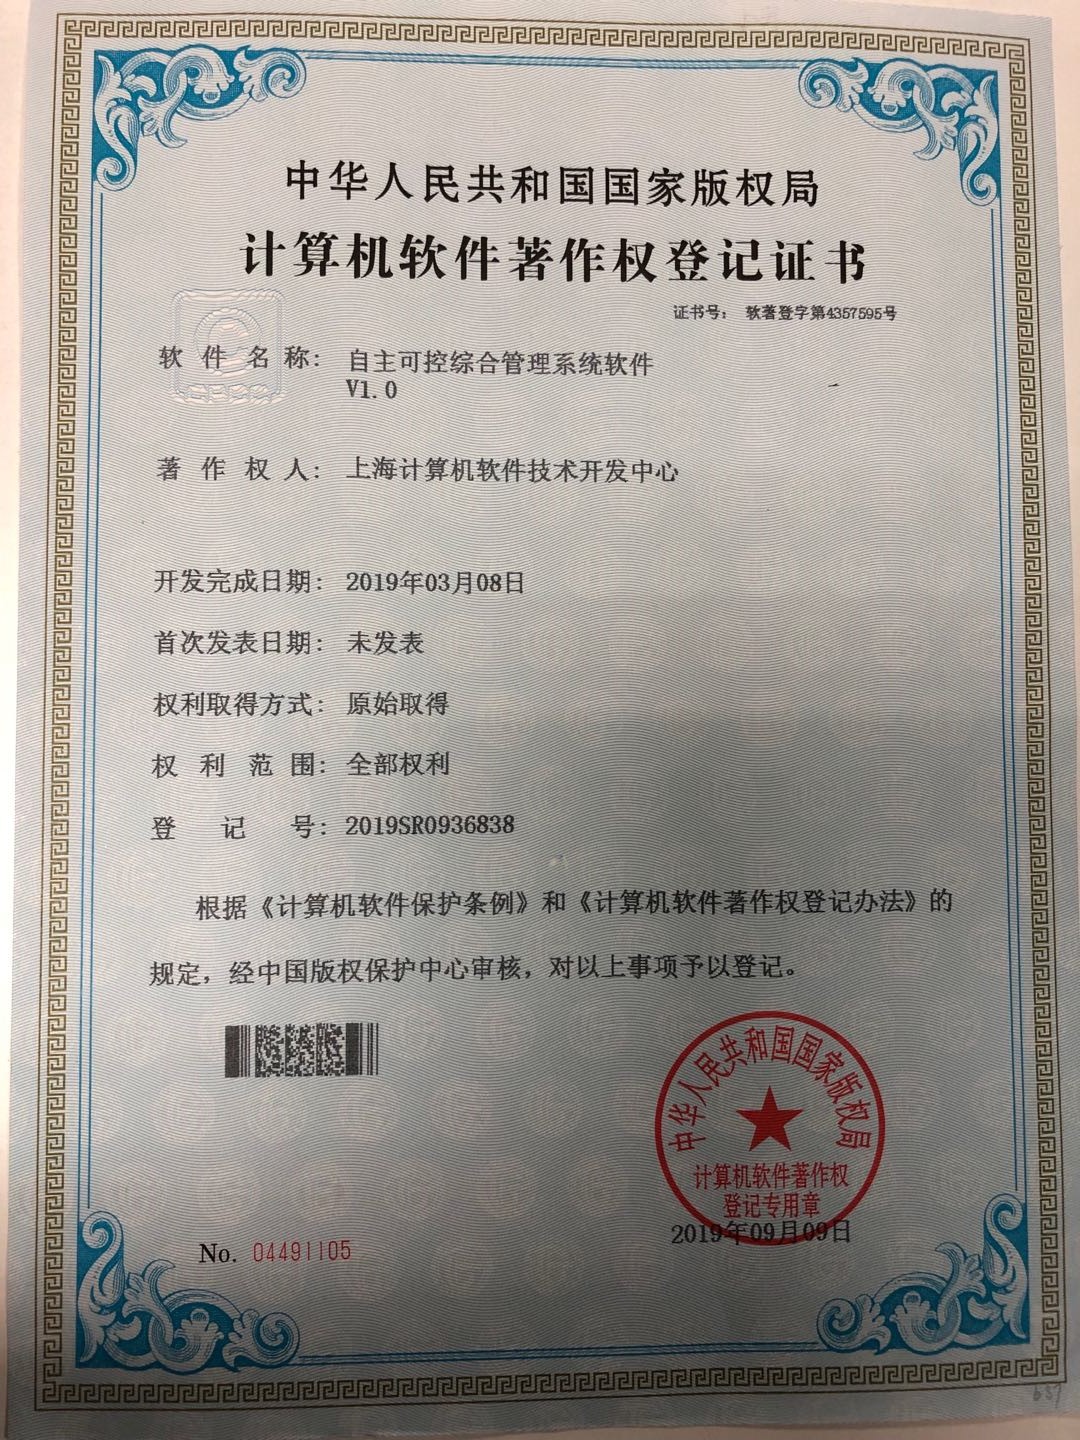 中华人民共和国国家版权局
计算机软件著作权登记证书
证书号： 软著登字第4357595号
软件名称： 自主可控综合管理系统软件
V1.0
著作权人： 上海计算机软件技术开发中心
开发完成日期： 2019年03月08日
首次发表日期： 未发表
权利取得方式： 原始取得
权利范围： 全部权利
登记号： 2019SR0936838
根据《计算机软件保护条例》和《计算机软件著作权登记办法》的
规定，经中国版权保护中心审核，对以上事项予以登记。
中华人民共和国国家版权局
计算机软件著作权
登记专用章
2019年09月09日
No. 04491105